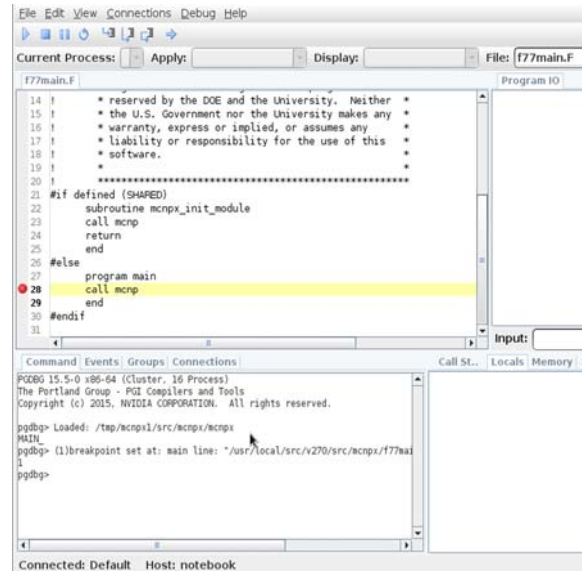 File Edit View Connections Debug Help
Current Process: Apply: Display: File: f77main.F
f77main.F
Program IO
14 ! * reserved by the DOE and the University. Neither *
15 ! * the U.S. Government nor the University makes any *
16 ! * warranty, express or implied, or assumes any *
17 ! * liability or responsibility for the use of this *
18 ! * software. *
19 ! * *
20 ! ******************************************************
21 #if defined (SHARED)
22 subroutine mcnpx_init_module
23 call mcnp
24 return
25 end
26 #else
27 program main
28 call mcnp
29 end
30 #endif
31
Input:
Command Events Groups Connections
Call St.. Locals Memory
PGDBG 15.5-0 x86-64 (Cluster, 16 Process)
The Portland Group - PGI Compilers and Tools
Copyright (c) 2015, NVIDIA CORPORATION. All rights reserved.
pgdbg> Loaded: /tmp/mcnpx1/src/mcnpx/mcnpx
MAIN_
pgdbg> (1)breakpoint set at: main line: "/usr/local/src/v270/src/mcnpx/f77mai
1
pgdbg>
Connected: Default Host: notebook